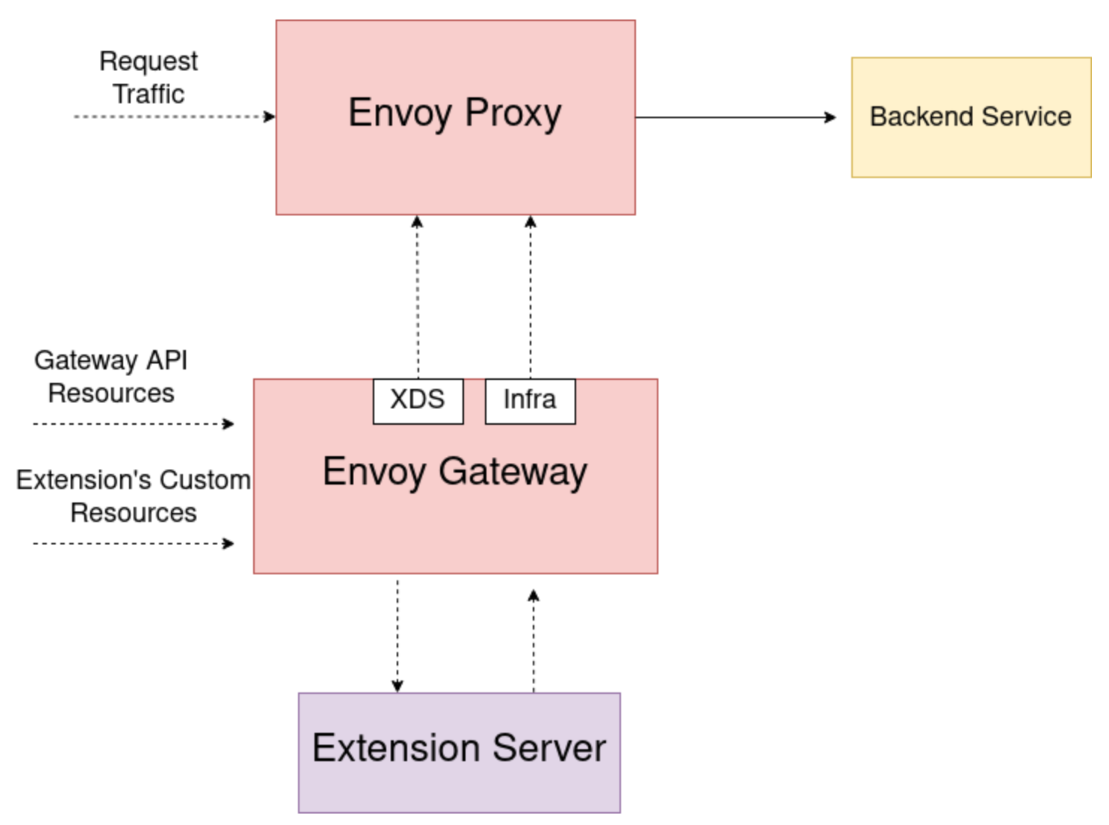 Request
Traffic
Envoy Proxy
Backend Service
Gateway API
Resources
XDS
Infra
Envoy Gateway
Extension's Custom
Resources
Extension Server